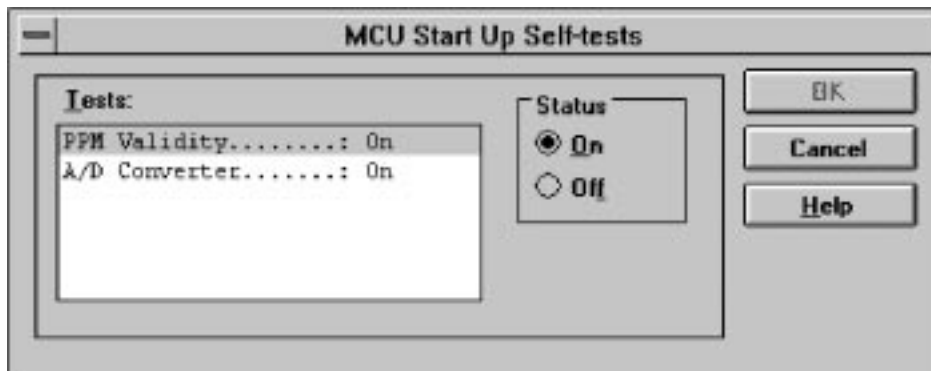 MCU Start Up Self-tests
Tests:
PPM Validity........: On
A/D Converter.......: On
Status
On
Off
OK
Cancel
Help